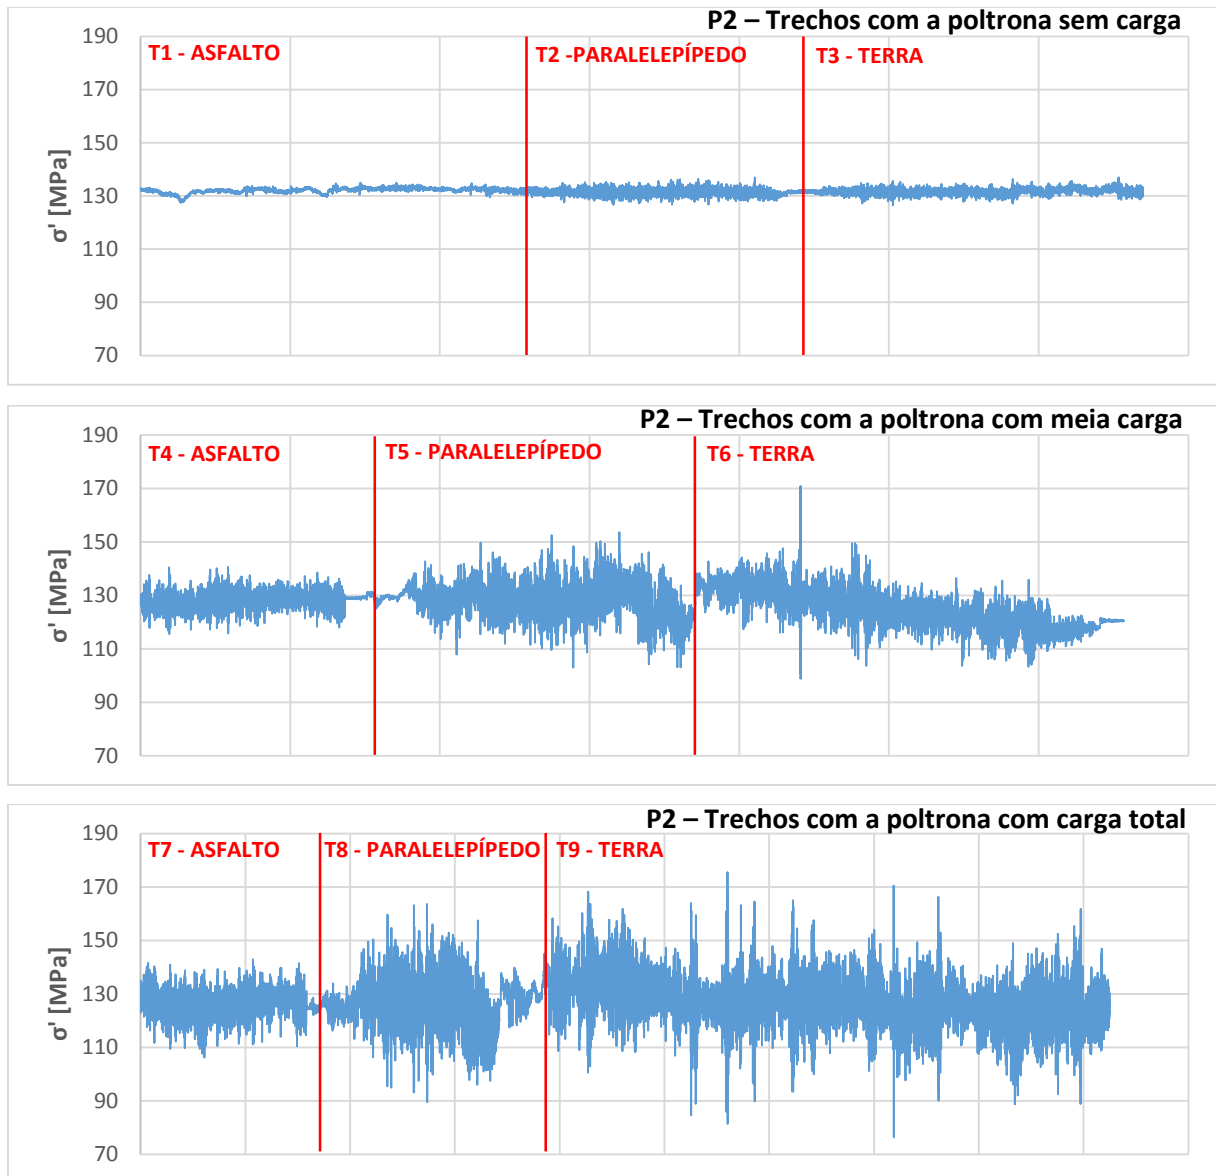 P2 – Trechos com a poltrona sem carga
190
T1 - ASFALTO
T2 -PARALELEPÍPEDO
T3 - TERRA
170
150
130
110
90
70
σ' [MPa]
P2 – Trechos com a poltrona com meia carga
190
T4 - ASFALTO
T5 - PARALELEPÍPEDO
T6 - TERRA
170
150
130
110
90
70
σ' [MPa]
P2 – Trechos com a poltrona com carga total
190
T7 - ASFALTO
T8 - PARALELEPÍPEDO
T9 - TERRA
170
150
130
110
90
70
σ' [MPa]